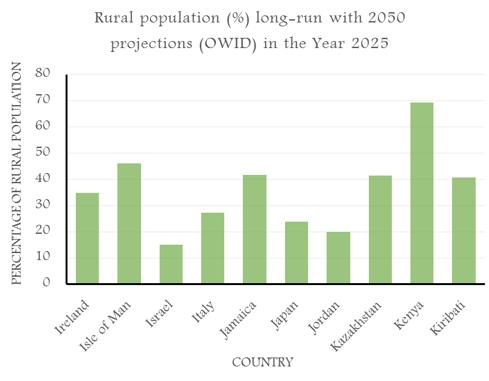 Rural population (%) long-run with 2050
projections (OWID) in the Year 2025
PERCENTAGE OF RURAL POPULATION
80
70
60
50
40
30
20
10
0
Ireland
Isle of Man
Israel
Italy
Jamaica
Japan
Jordan
Kazakhstan
Kenya
Kiribati
COUNTRY